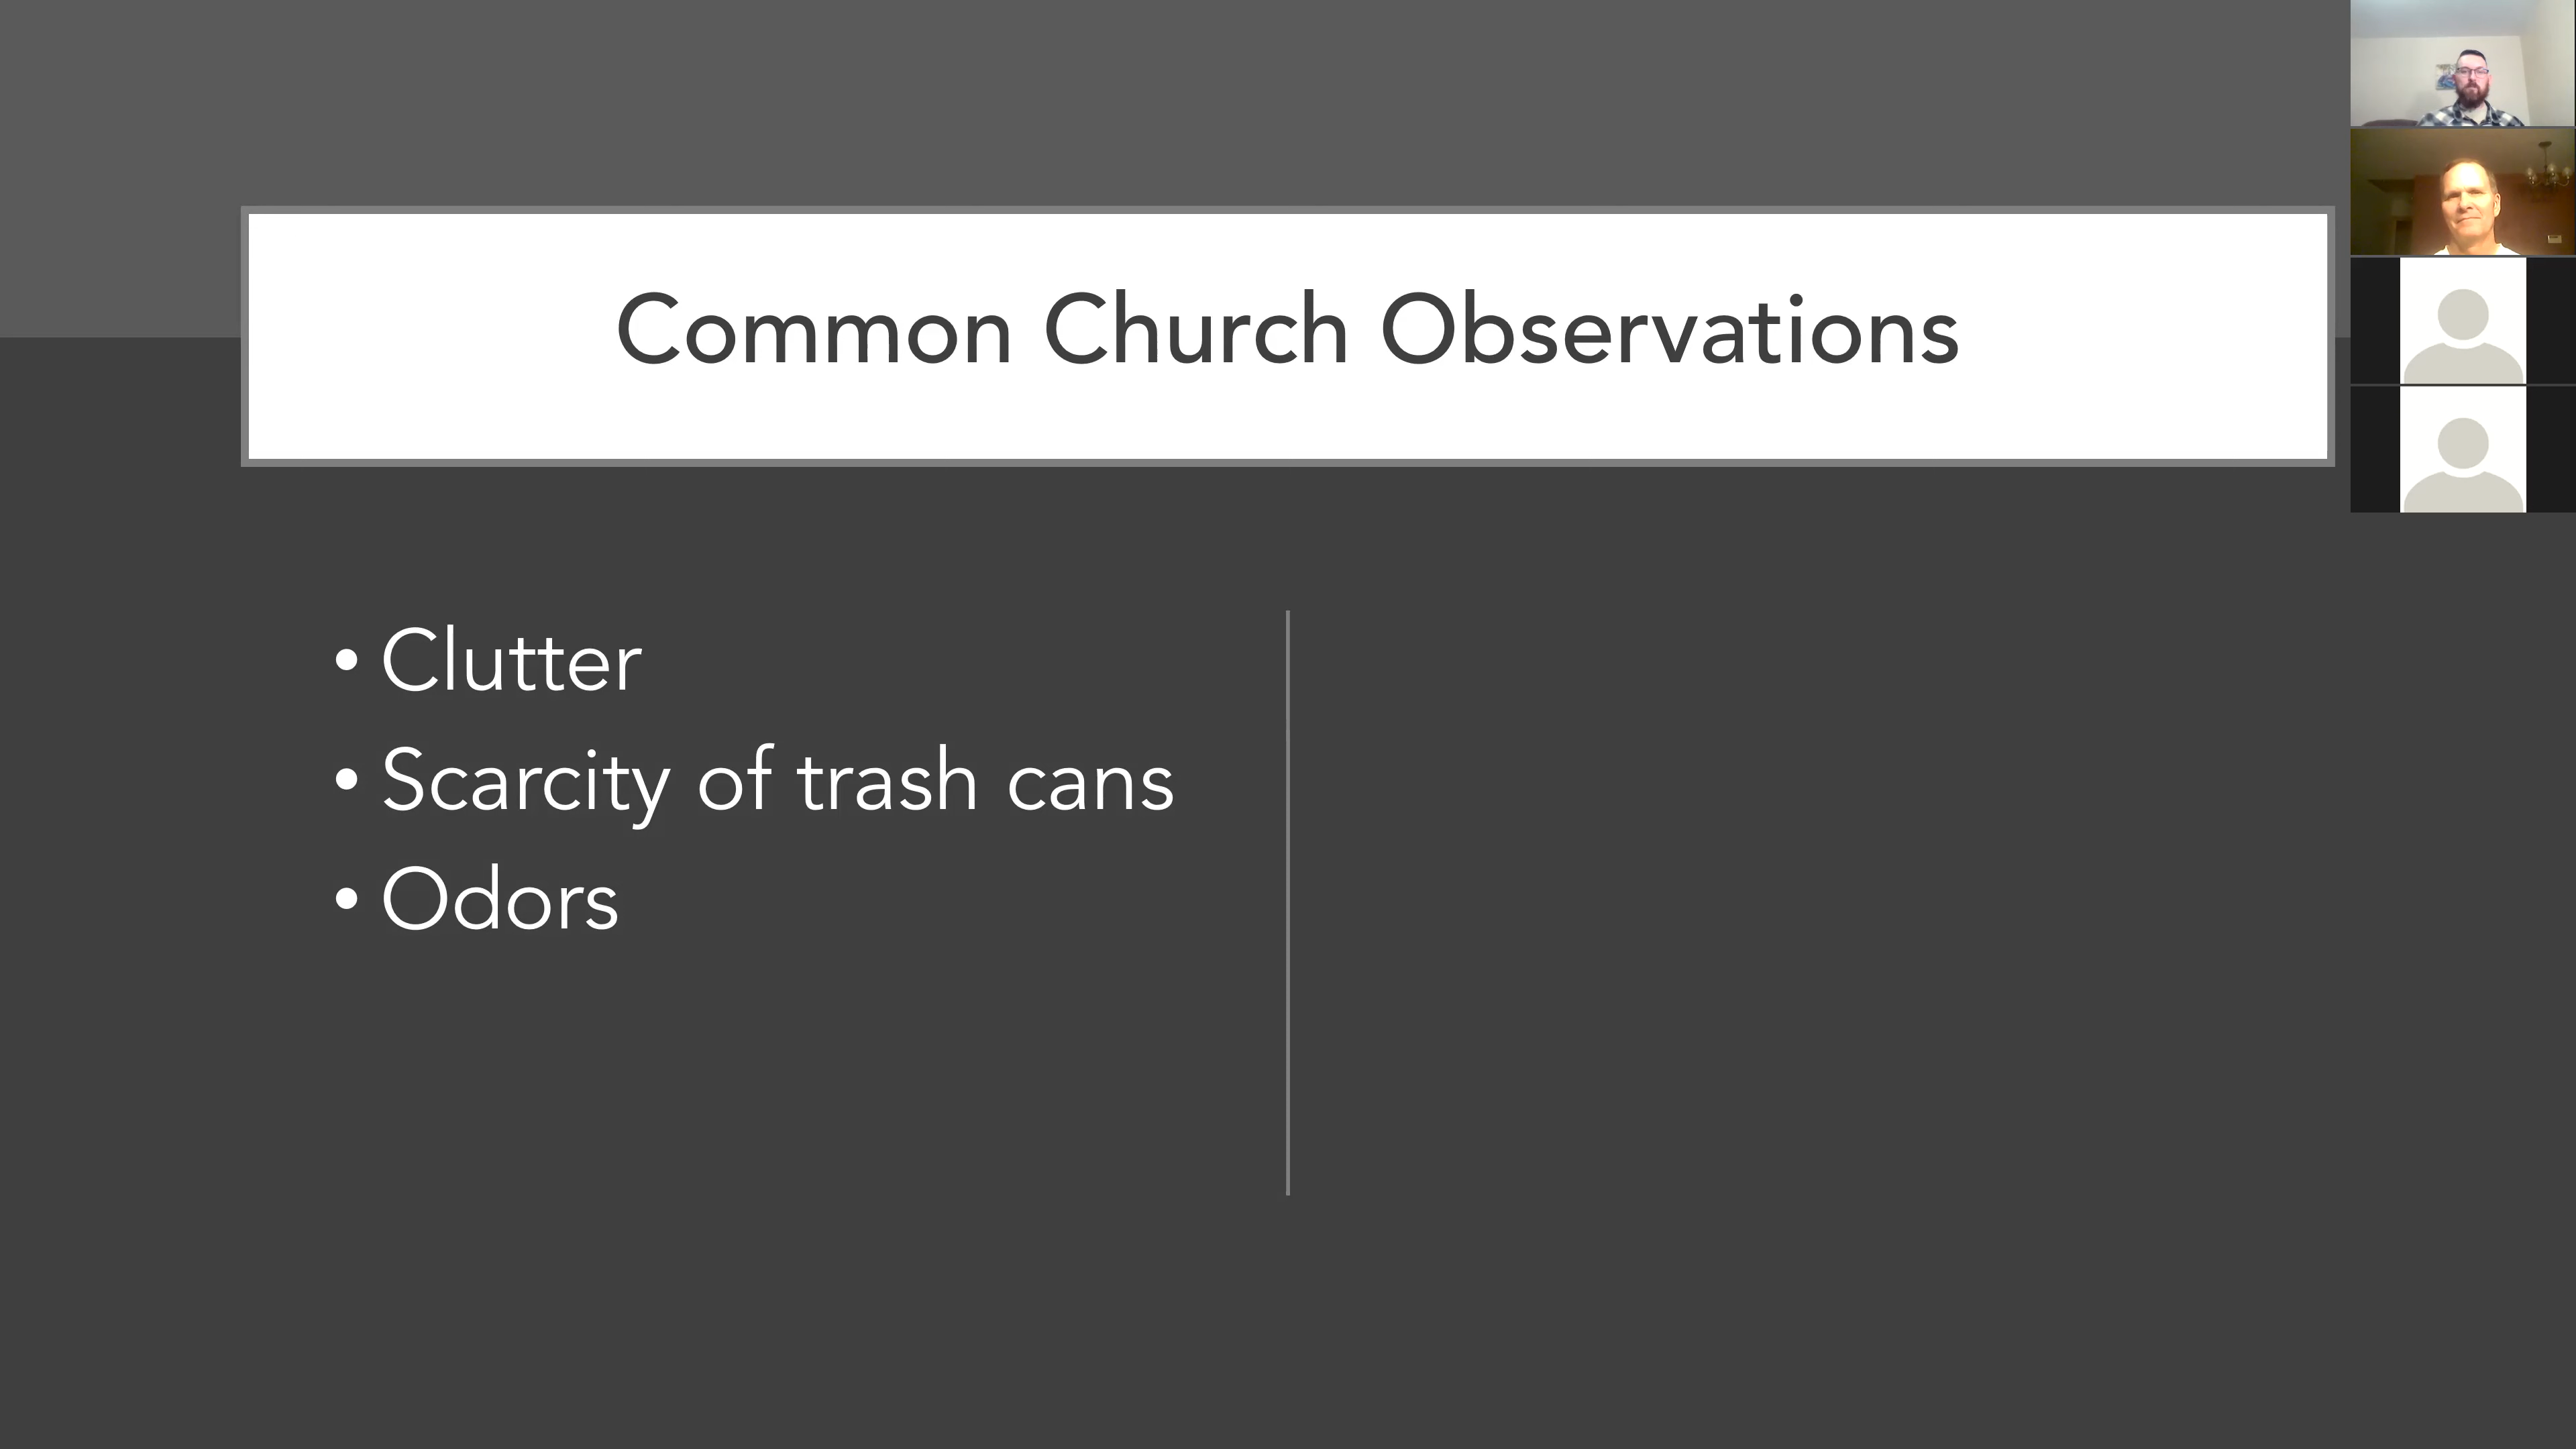 Common Church Observations
• Clutter
• Scarcity of trash cans
• Odors